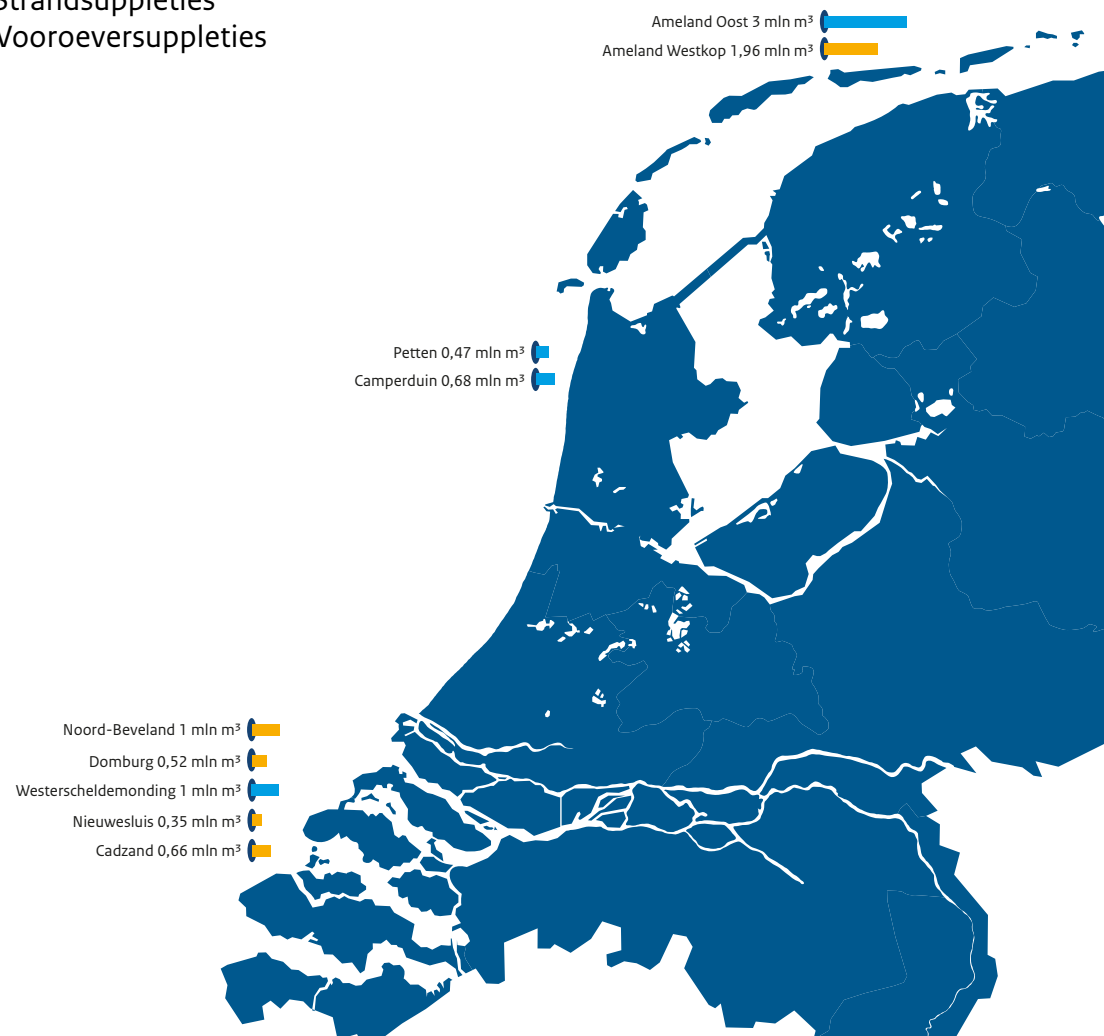 Strandsuppleties
Vooroeversuppleties
Ameland Oost 3 mln m³
Ameland Westkop 1,96 mln m³
Petten 0,47 mln m³
Camperduin 0,68 mln m³
Noord-Beveland 1 mln m³
Domburg 0,52 mln m³
Westerscheldemonding 1 mln m³
Nieuwesluis 0,35 mln m³
Cadzand 0,66 mln m³